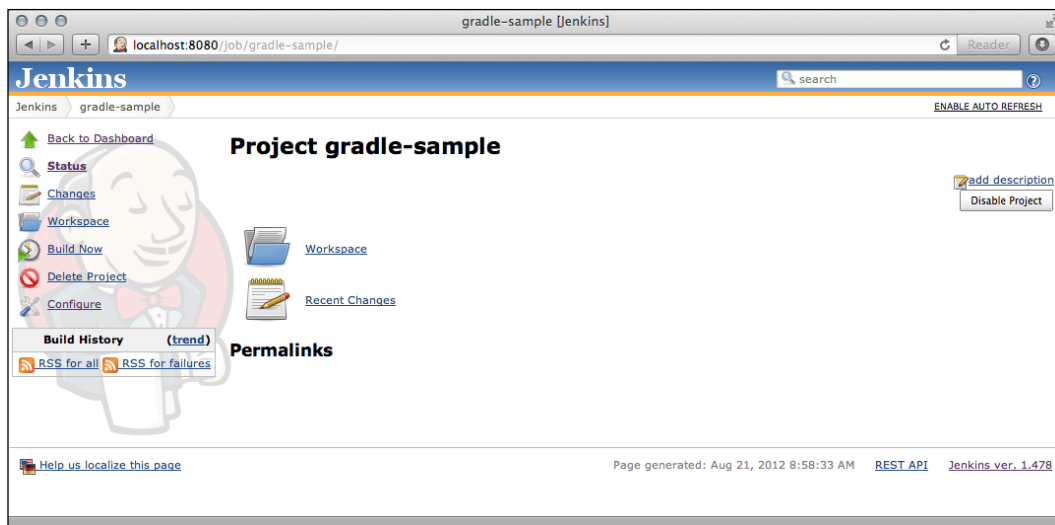 gradle-sample [Jenkins]
localhost:8080/job/gradle-sample/
Reader
Jenkins
search
Jenkins gradle-sample
ENABLE AUTO REFRESH
Back to Dashboard
Status
Changes
Workspace
Build Now
Delete Project
Configure
Build History (trend)
RSS for all RSS for failures
Project gradle-sample
add description
Disable Project
Workspace
Recent Changes
Permalinks
Help us localize this page
Page generated: Aug 21, 2012 8:58:33 AM REST API Jenkins ver. 1.478